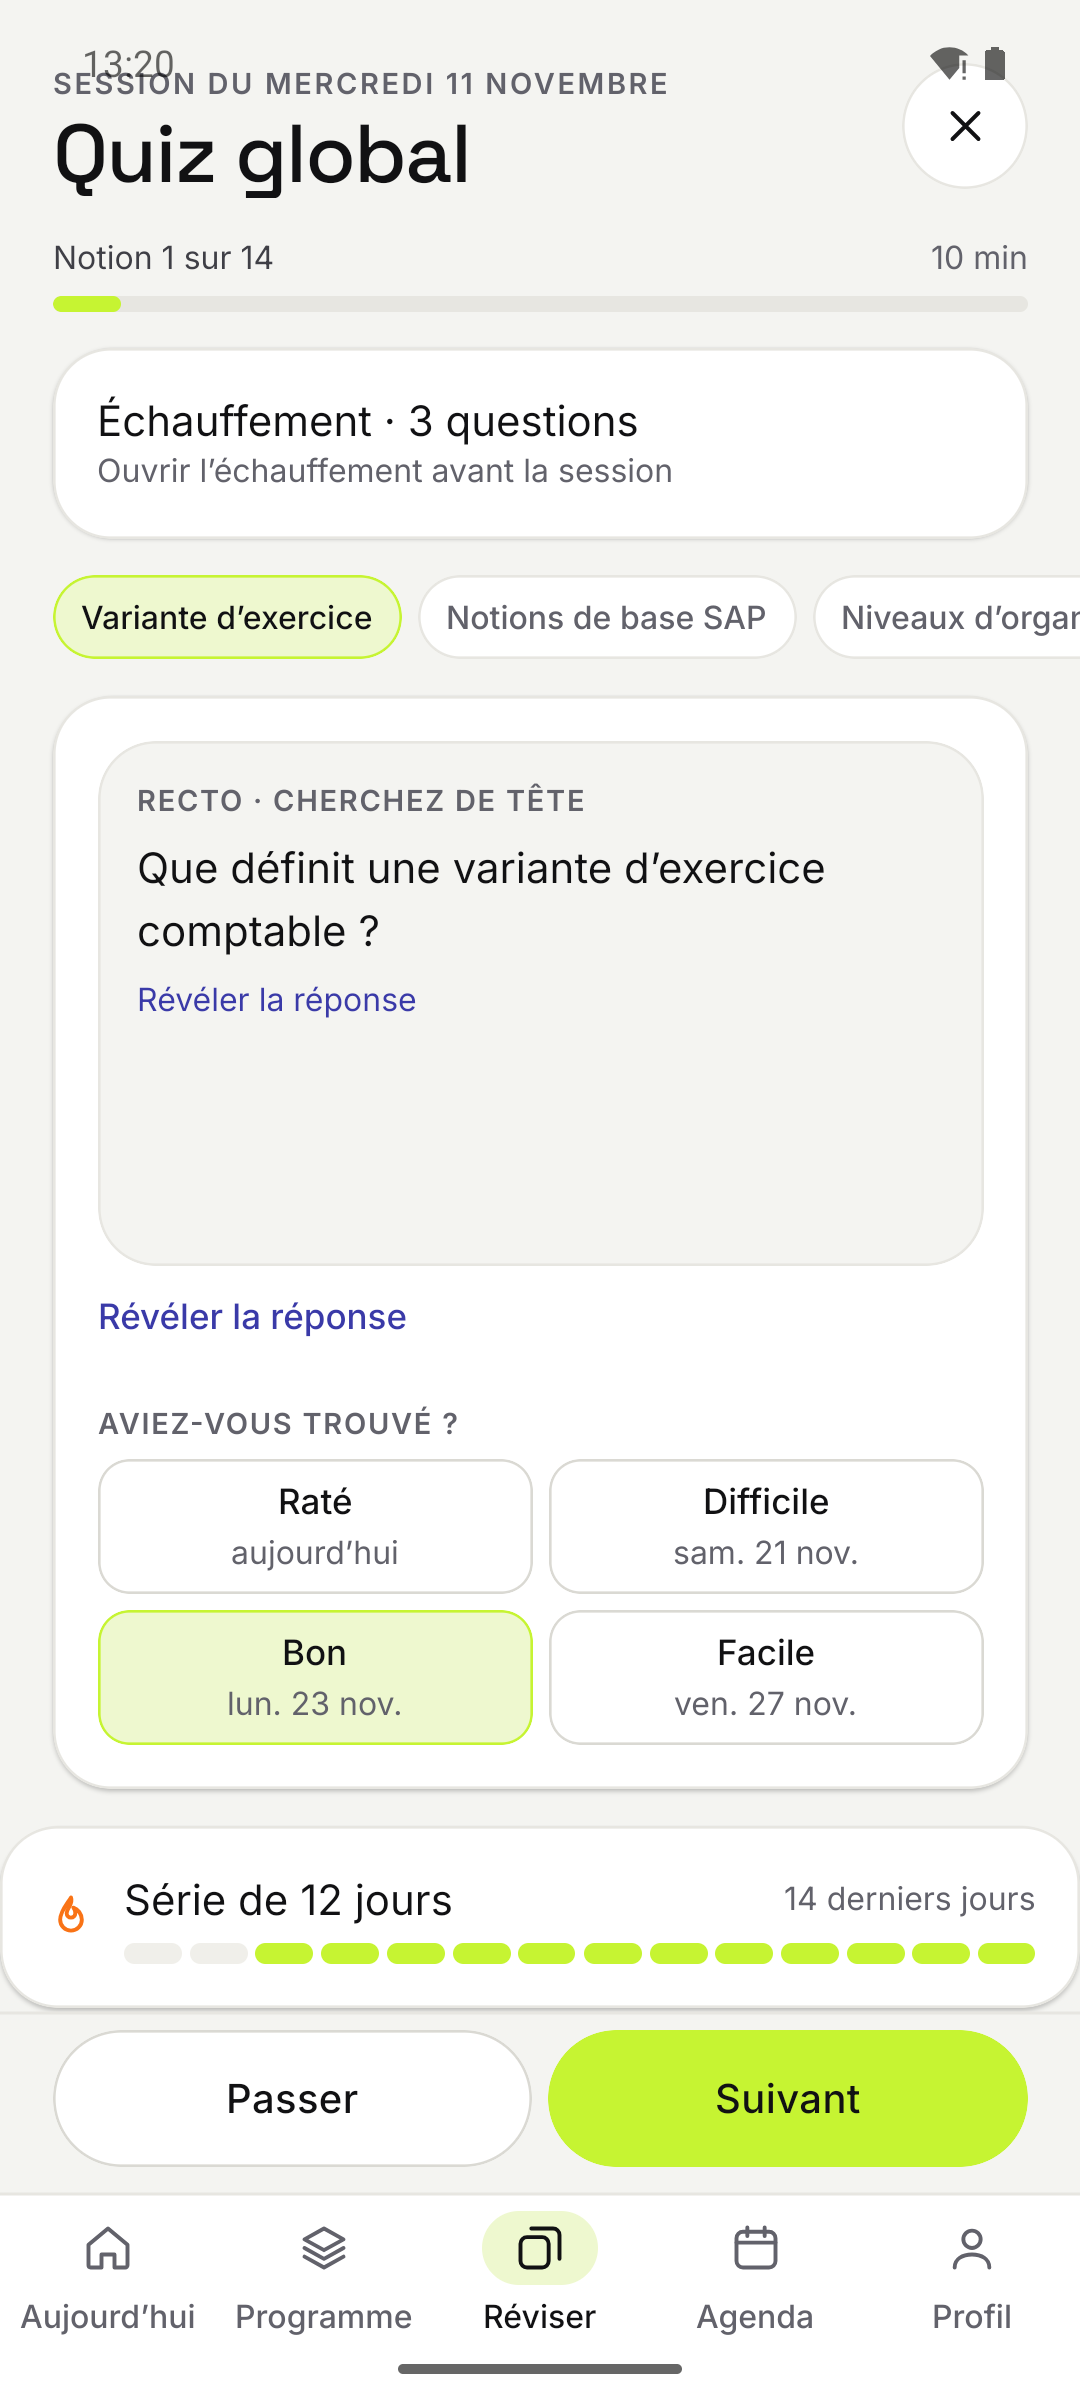 13:20
SESSION DU MERCREDI 11 NOVEMBRE
Quiz global
Notion 1 sur 14
10 min
Échauffement · 3 questions
Ouvrir l’échauffement avant la session
Variante d’exercice
Notions de base SAP
Niveaux d’organ
RECTO · CHERCHEZ DE TÊTE
Que définit une variante d’exercice
comptable ?
Révéler la réponse
Révéler la réponse
AVIEZ-VOUS TROUVÉ ?
Raté
aujourd’hui
Difficile
sam. 21 nov.
Bon
lun. 23 nov.
Facile
ven. 27 nov.
Série de 12 jours
14 derniers jours
Passer
Suivant
Aujourd’hui
Programme
Réviser
Agenda
Profil